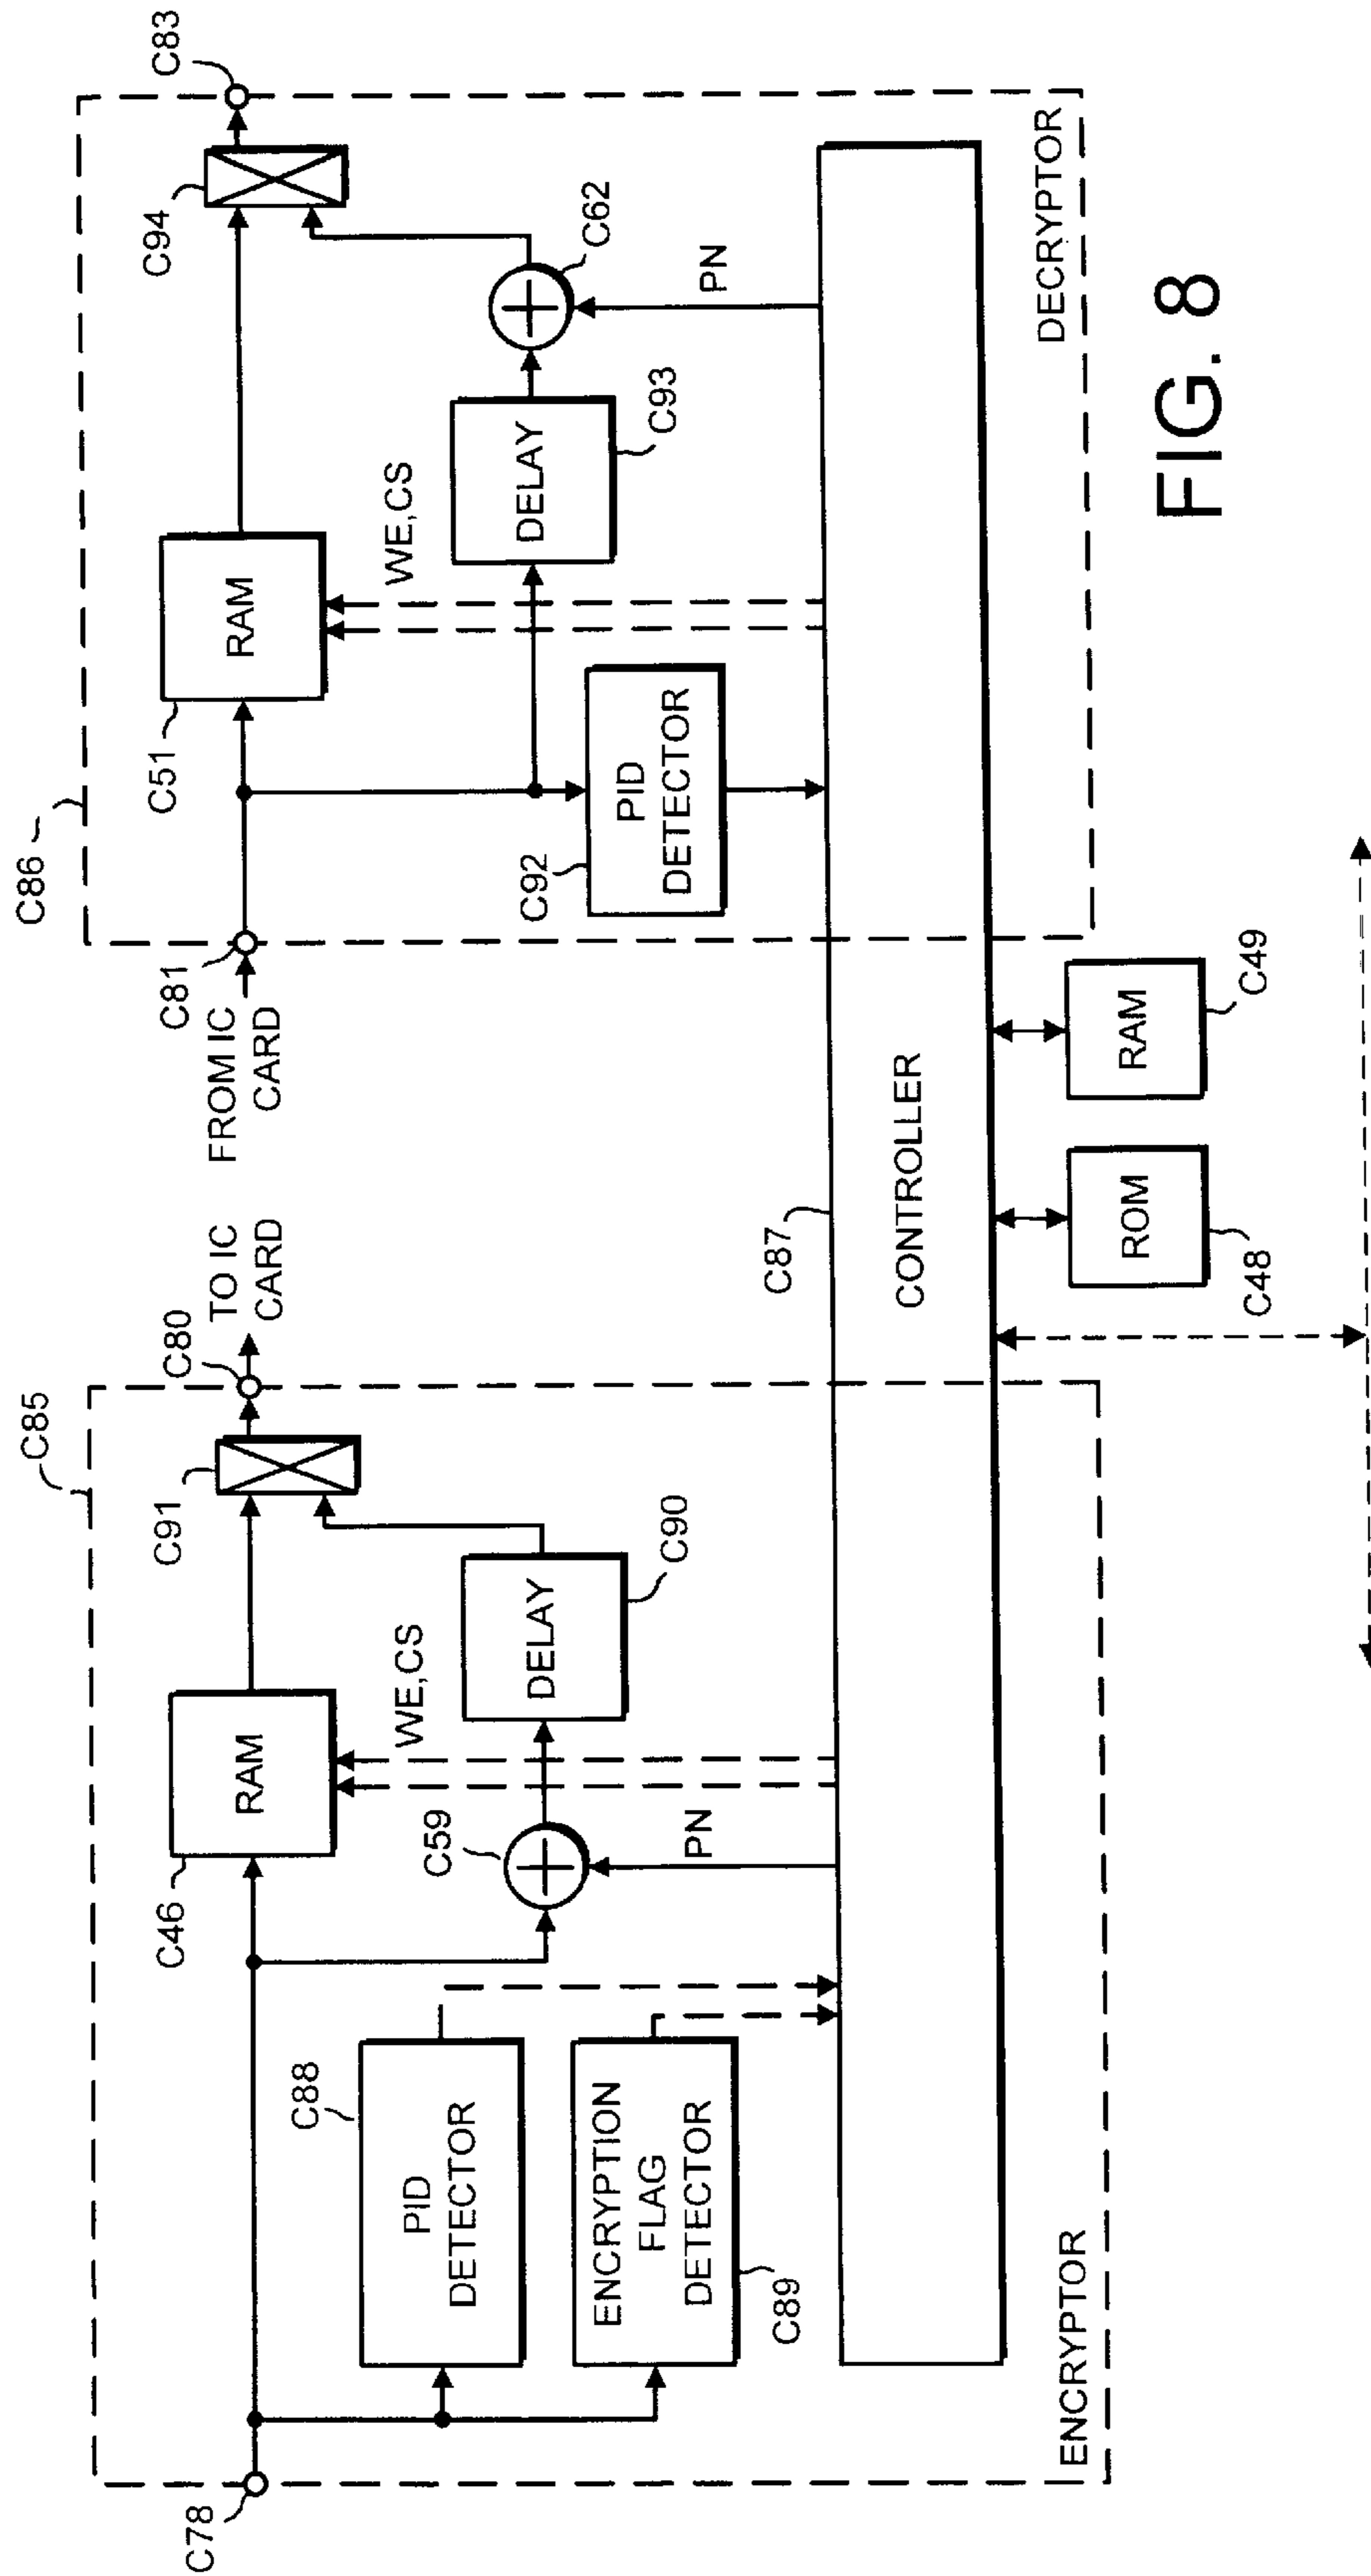 C85
C86
C91
C80
TO IC
CARD
FROM IC
CARD
C81
C51
C94
C83
C78
C46
RAM
WE,CS
C59
DELAY
C90
PN
C88
PID
DETECTOR
ENCRYPTION
FLAG
DETECTOR
C89
ENCRYPTOR
RAM
WE,CS
DELAY
C93
C62
PN
C92
PID
DETECTOR
C87
CONTROLLER
DECRYPTOR
ROM
C48
RAM
C49
FIG. 8